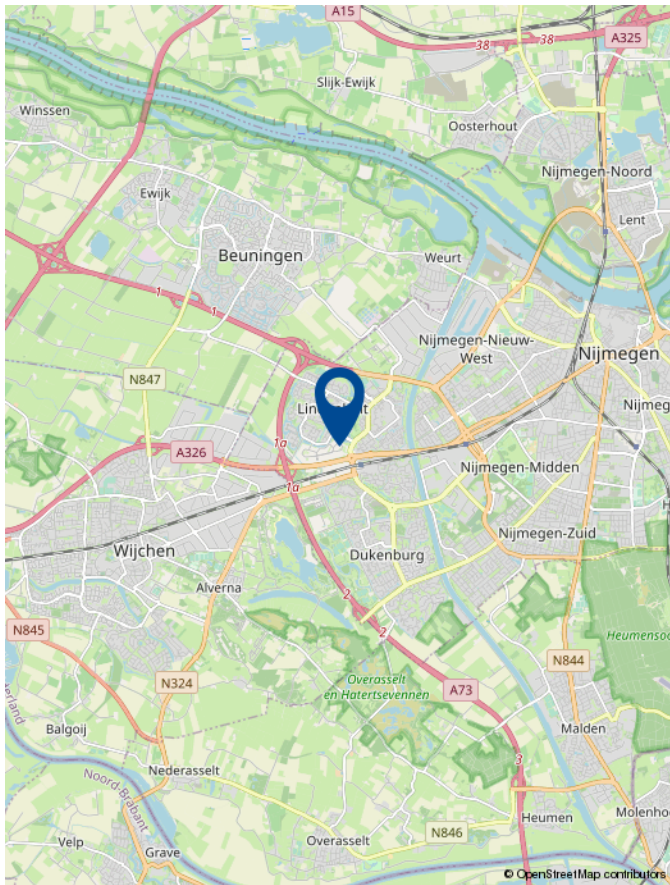 A15
38
38
A325
Slijk-Ewijk
Winssen
Oosterhout
Nijmegen-Noord
Ewijk
Lent
Beuningen
Weurt
1
1
Nijmegen-Nieuw-
West
Nijmegen
N847
Nijmeg
1a
A326
Nijmegen-Midden
1a
Nijmegen-Zuid
Wijchen
Dukenburg
Alverna
2
2
N845
Heumensoo
N844
Overasselt
en Hatertsevennen
N324
A73
Malden
Balgoij
3
Nederasselt
Noord-Brabant
Heumen
Molenho
N846
Overasselt
Velp
Grave
© OpenStreetMap contributors